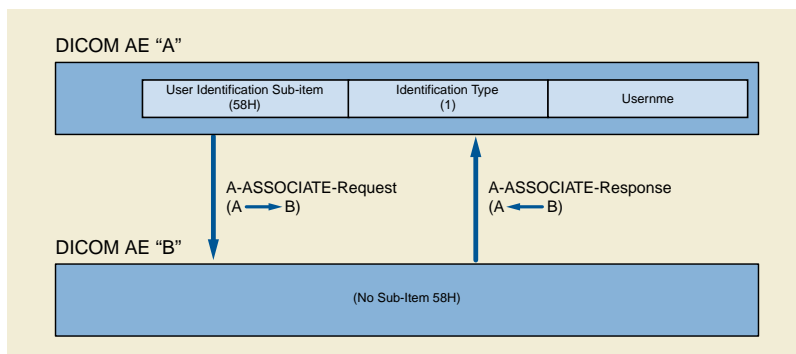 DICOM AE “A”
User Identification Sub-item
(58H)
Identification Type
(1)
Usernme
A-ASSOCIATE-Request
(A B)
A-ASSOCIATE-Response
(A B)
DICOM AE “B”
(No Sub-Item 58H)